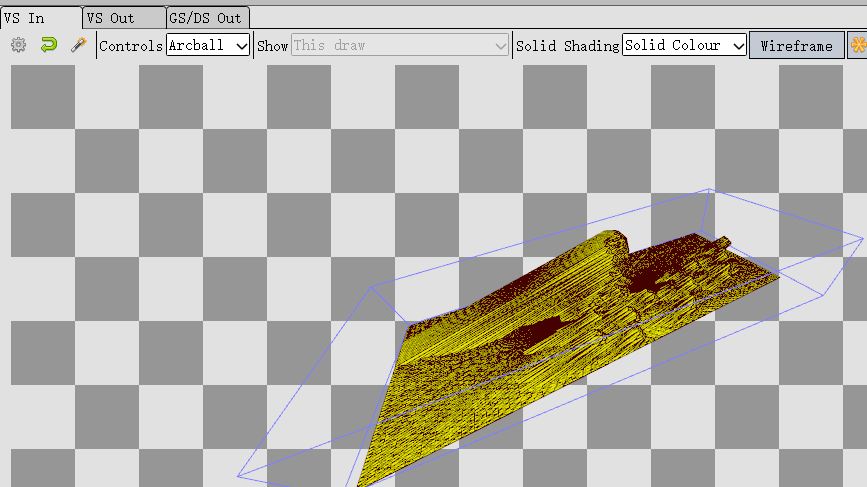 VS In VS Out GS/DS Out
Controls Arcball Show This draw Solid Shading Solid Colour Wireframe